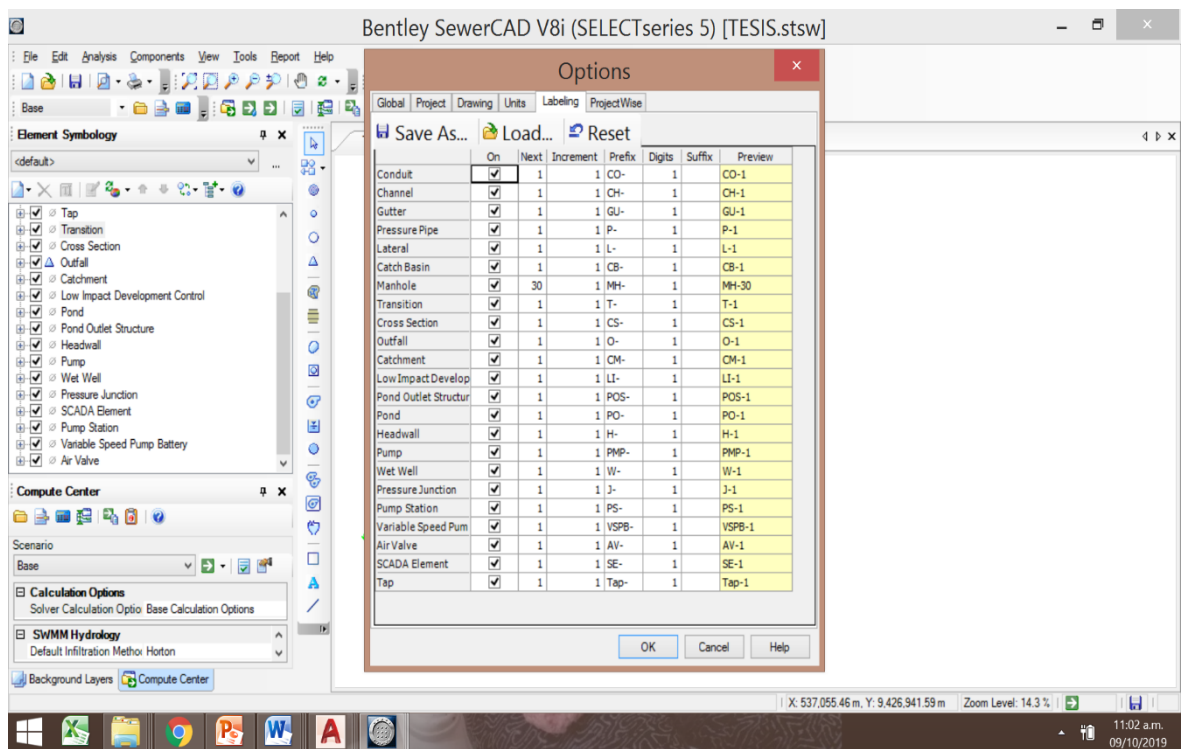 Bentley SewerCAD V8i (SELECTseries 5) [TESIS.stsw]
File Edit Analysis Components View Tools Report Help
Base
Element Symbology
<default>
Tap
Transition
Cross Section
Outfall
Catchment
Low Impact Development Control
Pond
Pond Outlet Structure
Headwall
Pump
Wet Well
Pressure Junction
SCADA Element
Pump Station
Variable Speed Pump Battery
Air Valve
Compute Center
Scenario
Base
Calculation Options
Solver Calculation Optio Base Calculation Options
SWMM Hydrology
Default Infiltration Methor Horton
Background Layers Compute Center
Options
Global Project Drawing Units Labeling ProjectWise
Save As... Load... Reset
On Next Increment Prefix Digits Suffix Preview
Conduit 1 1 CO- 1 CO-1
Channel 1 1 CH- 1 CH-1
Gutter 1 1 GU- 1 GU-1
Pressure Pipe 1 1 P- 1 P-1
Lateral 1 1 L- 1 L-1
Catch Basin 1 1 CB- 1 CB-1
Manhole 30 1 MH- 1 MH-30
Transition 1 1 T- 1 T-1
Cross Section 1 1 CS- 1 CS-1
Outfall 1 1 O- 1 O-1
Catchment 1 1 CM- 1 CM-1
Low Impact Develop 1 1 LI- 1 LI-1
Pond Outlet Structur 1 1 POS- 1 POS-1
Pond 1 1 PO- 1 PO-1
Headwall 1 1 H- 1 H-1
Pump 1 1 PMP- 1 PMP-1
Wet Well 1 1 W- 1 W-1
Pressure Junction 1 1 J- 1 J-1
Pump Station 1 1 PS- 1 PS-1
Variable Speed Pum 1 1 VSPB- 1 VSPB-1
Air Valve 1 1 AV- 1 AV-1
SCADA Element 1 1 SE- 1 SE-1
Tap 1 1 Tap- 1 Tap-1
OK Cancel Help
X: 537,055.46 m, Y: 9,426,941.59 m Zoom Level: 14.3 %
11:02 a.m.
09/10/2019